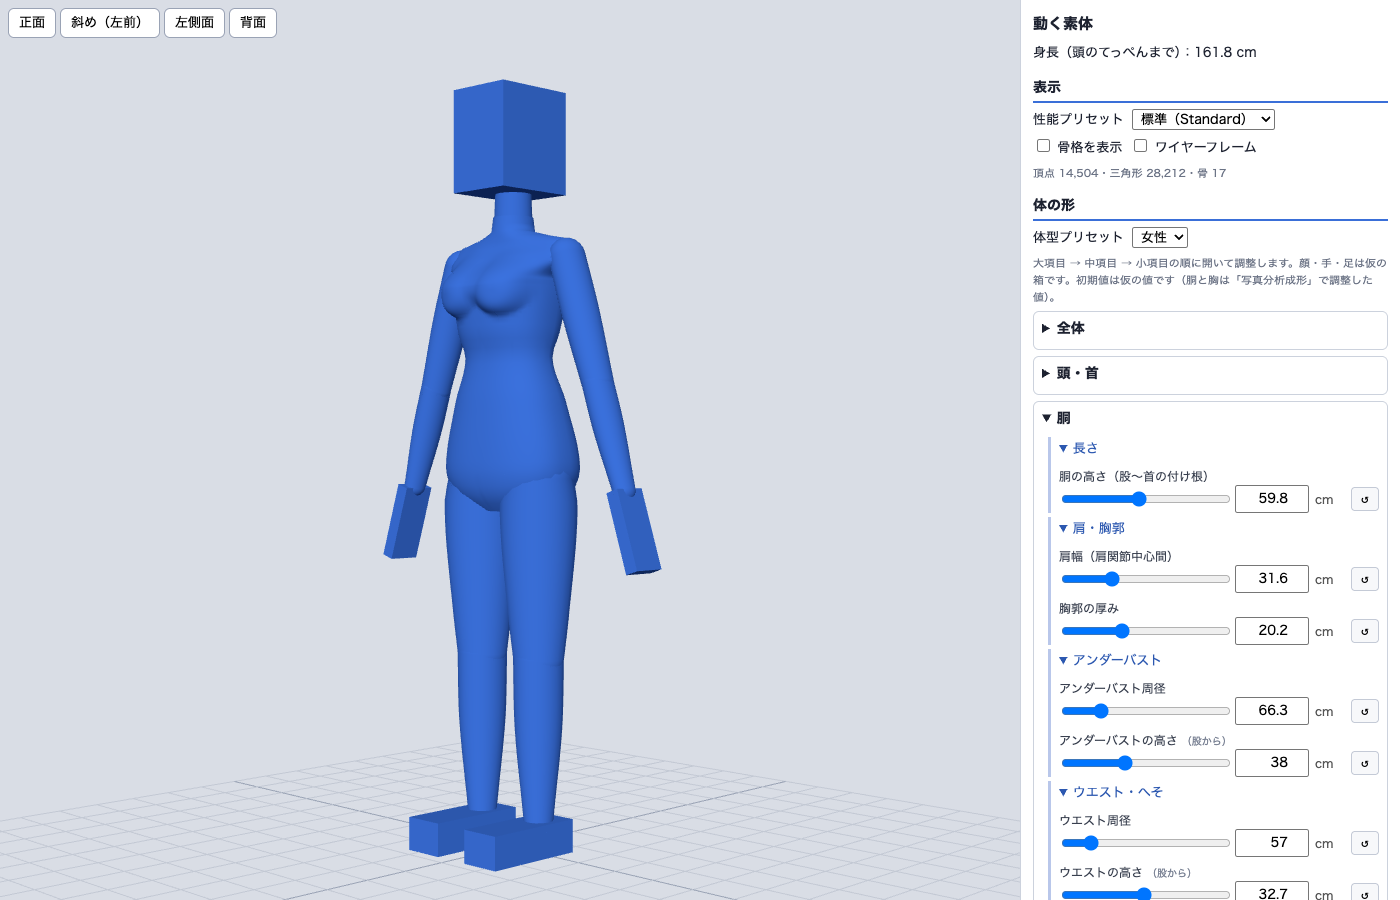 正面 斜め（左前） 左側面 背面
動く素体
身長（頭のてっぺんまで）：161.8 cm
表示
性能プリセット 標準（Standard）
骨格を表示 ワイヤーフレーム
頂点 14,504・三角形 28,212・骨 17
体の形
体型プリセット 女性
大項目 → 中項目 → 小項目の順に開いて調整します。顔・手・足は仮の
箱です。初期値は仮の値です（胴と胸は「写真分析成形」で調整した
値）。
▶ 全体
▶ 頭・首
▼ 胴
▼ 長さ
胴の高さ（股〜首の付け根）
59.8 cm ↺
▼ 肩・胸郭
肩幅（肩関節中心間）
31.6 cm ↺
胸郭の厚み
20.2 cm ↺
▼ アンダーバスト
アンダーバスト周径
66.3 cm ↺
アンダーバストの高さ （股から）
38 cm ↺
▼ ウエスト・へそ
ウエスト周径
57 cm ↺
ウエストの高さ （股から）
32.7 cm ↺